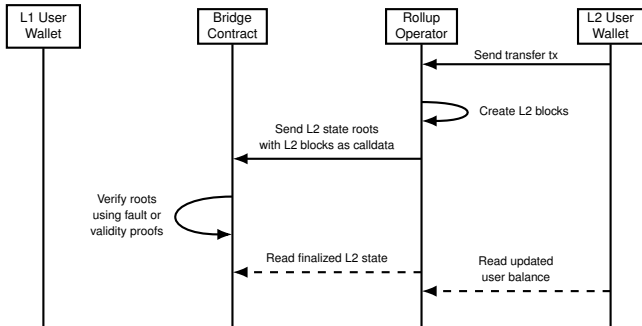 L1 User
Wallet
Bridge
Contract
Rollup
Operator
L2 User
Wallet
Send transfer tx
Create L2 blocks
Send L2 state roots
with L2 blocks as calldata
Verify roots
using fault or
validity proofs
Read finalized L2 state
Read updated
user balance